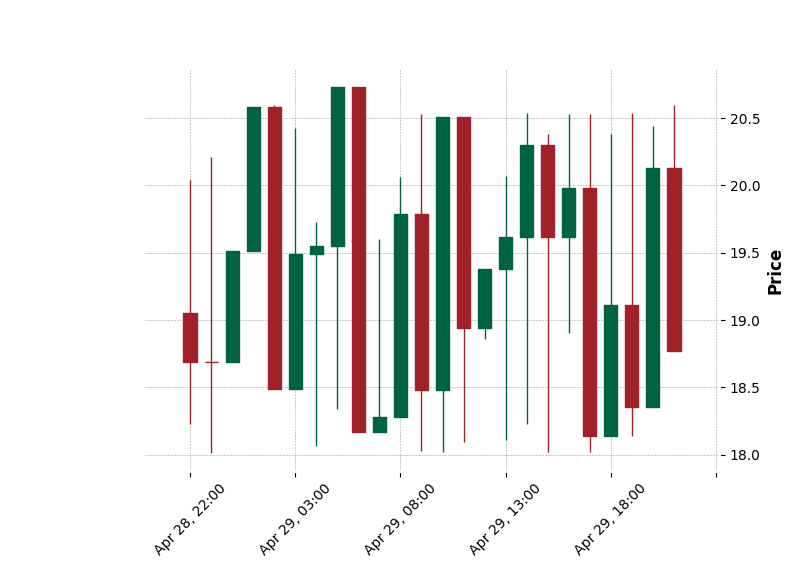 20.5
20.0
19.5
19.0
18.5
18.0
Price
Apr 28, 22:00
Apr 29, 03:00
Apr 29, 08:00
Apr 29, 13:00
Apr 29, 18:00